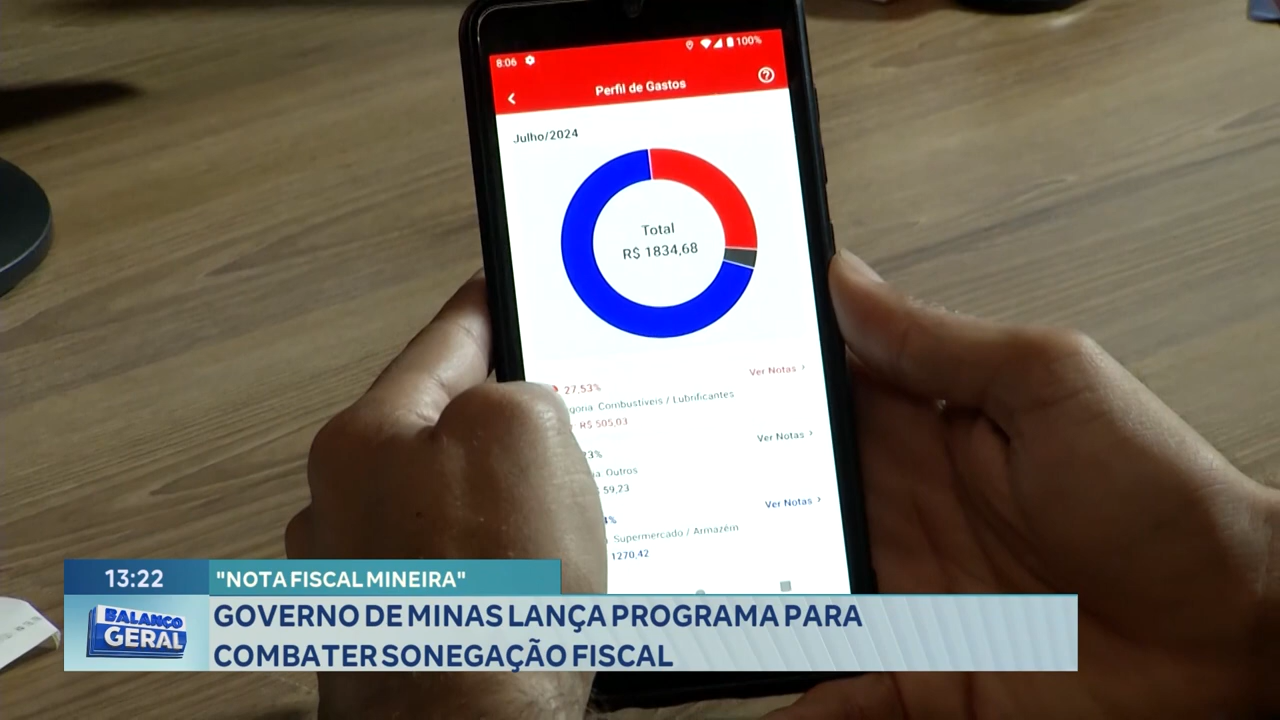 8:06
100%
Perfil de Gastos
Julho/2024
Total
R$ 1834,68
27,53%
Ver Notas
Combustíveis / Lubrificantes
R$ 505,03
Ver Notas
Outros
59,23
Ver Notas
Supermercado / Armazém
1270,42
13:22
"NOTA FISCAL MINEIRA"
BALANÇO
GERAL
GOVERNO DE MINAS LANÇA PROGRAMA PARA
COMBATER SONEGAÇÃO FISCAL